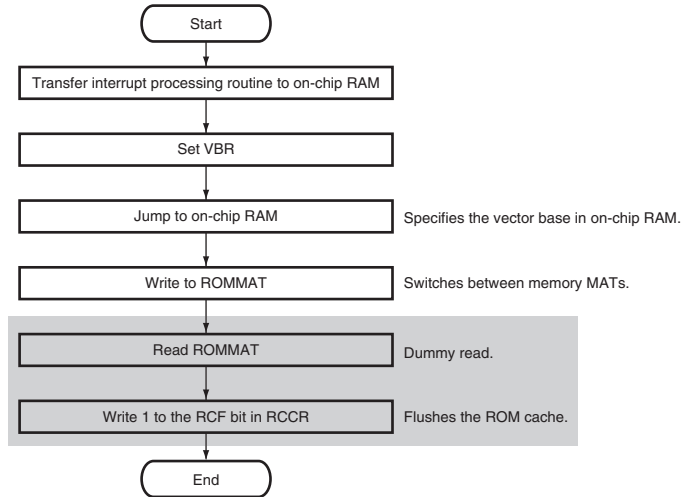 Start
Transfer interrupt processing routine to on-chip RAM
Set VBR
Jump to on-chip RAM
Specifies the vector base in on-chip RAM.
Write to ROMMAT
Switches between memory MATs.
Read ROMMAT
Dummy read.
Write 1 to the RCF bit in RCCR
Flushes the ROM cache.
End